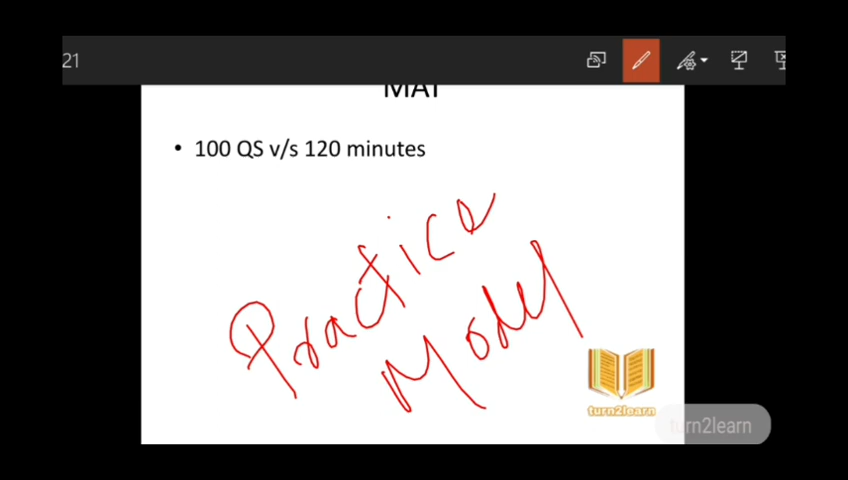 21
MAT
• 100 QS v/s 120 minutes
Practice
Model
turn2learn
turn2learn